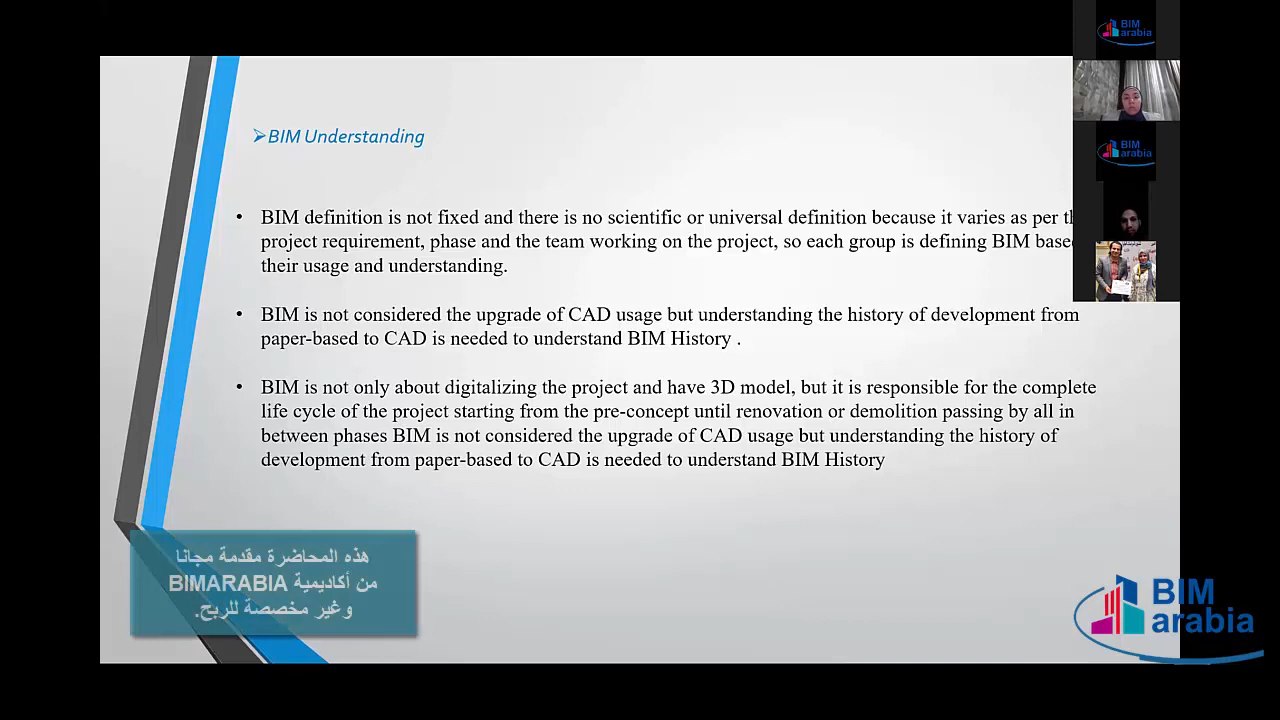 BIM arabia
➢BIM Understanding
BIM arabia
• BIM definition is not fixed and there is no scientific or universal definition because it varies as per
project requirement, phase and the team working on the project, so each group is defining BIM
their usage and understanding.
• BIM is not considered the upgrade of CAD usage but understanding the history of development from
paper-based to CAD is needed to understand BIM History .
• BIM is not only about digitalizing the project and have 3D model, but it is responsible for the complete
life cycle of the project starting from the pre-concept until renovation or demolition passing by all in
between phases BIM is not considered the upgrade of CAD usage but understanding the history of
development from paper-based to CAD is needed to understand BIM History
هذه المحاضرة مقدمة مجانا
من أكاديمية BIMARABIA
وغير مخصصة للربح.
BIM
arabia